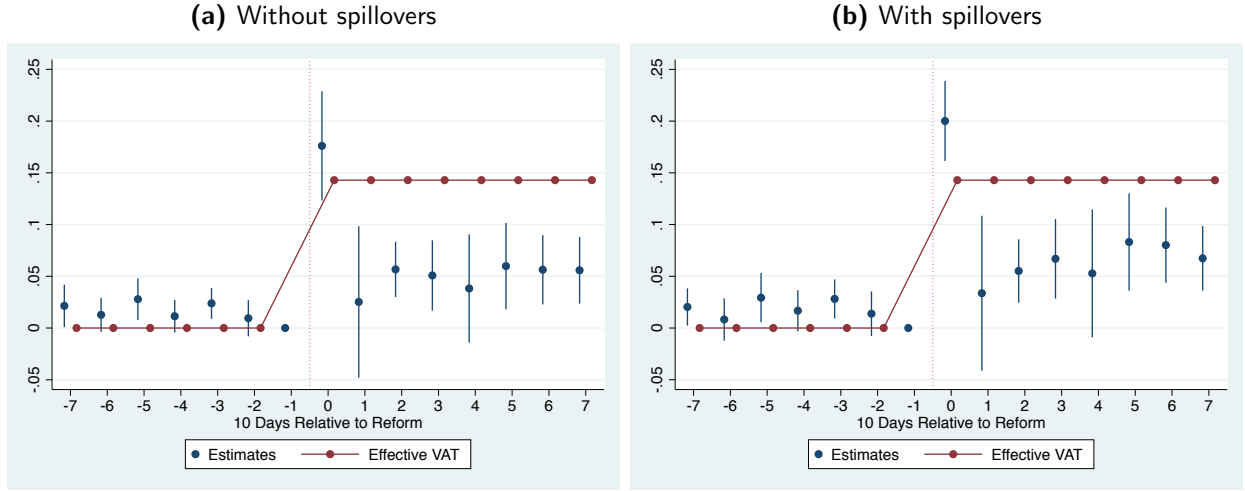 (a) Without spillovers
.25
.2
.15
.1
.05
0
-.05
-7 -6 -5 -4 -3 -2 -1 0 1 2 3 4 5 6 7
10 Days Relative to Reform
Estimates Effective VAT
(b) With spillovers
.25
.2
.15
.1
.05
0
-.05
-7 -6 -5 -4 -3 -2 -1 0 1 2 3 4 5 6 7
10 Days Relative to Reform
Estimates Effective VAT